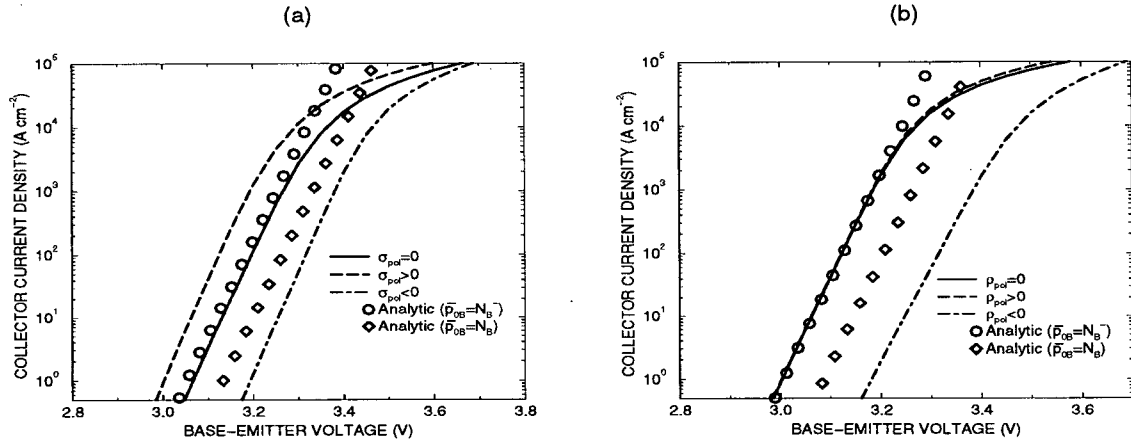 (a)
COLLECTOR CURRENT DENSITY (A cm⁻²)
10⁵
10⁴
10³
10²
10¹
10⁰
σpol=0
σpol>0
σpol<0
Analytic (p̄0B=NB⁻)
Analytic (p̄0B=NB)
2.8 3.0 3.2 3.4 3.6 3.8
BASE-EMITTER VOLTAGE (V)
(b)
COLLECTOR CURRENT DENSITY (A cm⁻²)
10⁵
10⁴
10³
10²
10¹
10⁰
ρpol=0
ρpol>0
ρpol<0
Analytic (p̄0B=NB⁻)
Analytic (p̄0B=NB)
2.8 3.0 3.2 3.4 3.6
BASE-EMITTER VOLTAGE (V)